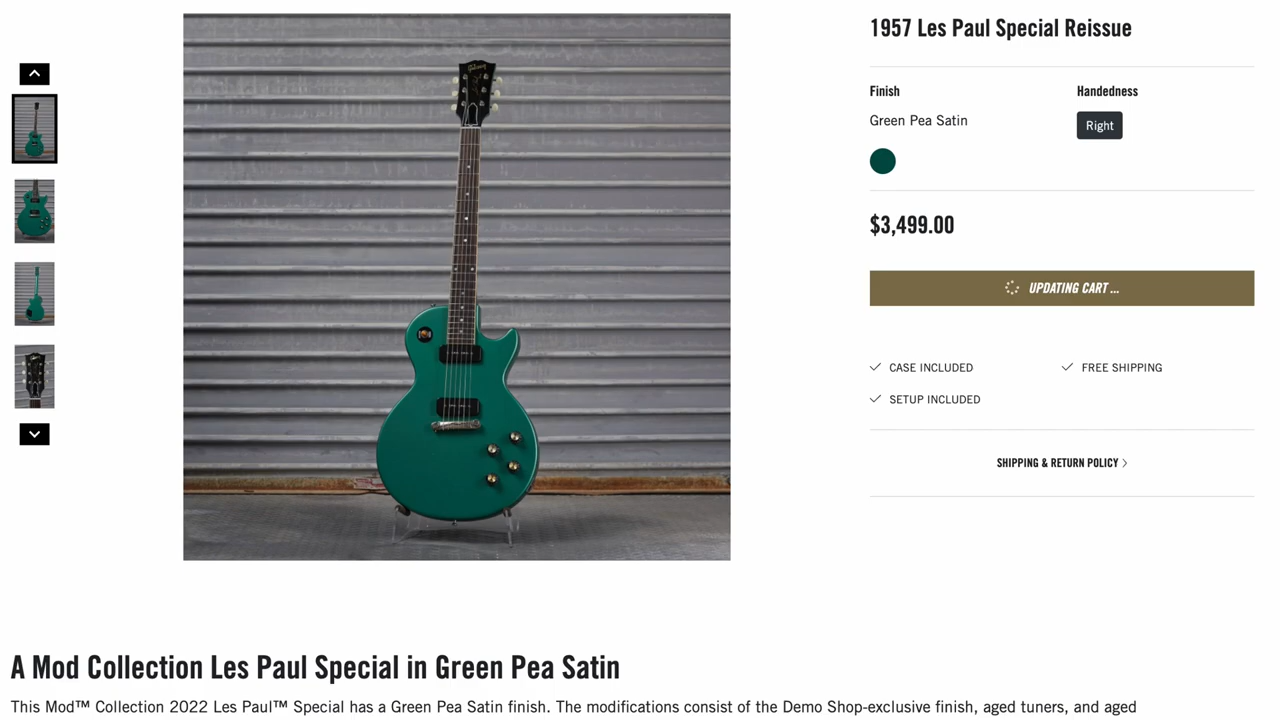 1957 Les Paul Special Reissue
Finish
Handedness
Green Pea Satin
Right
$3,499.00
UPDATING CART ...
CASE INCLUDED
FREE SHIPPING
SETUP INCLUDED
SHIPPING & RETURN POLICY
A Mod Collection Les Paul Special in Green Pea Satin
This Mod™ Collection 2022 Les Paul™ Special has a Green Pea Satin finish. The modifications consist of the Demo Shop-exclusive finish, aged tuners, and aged
Gibson